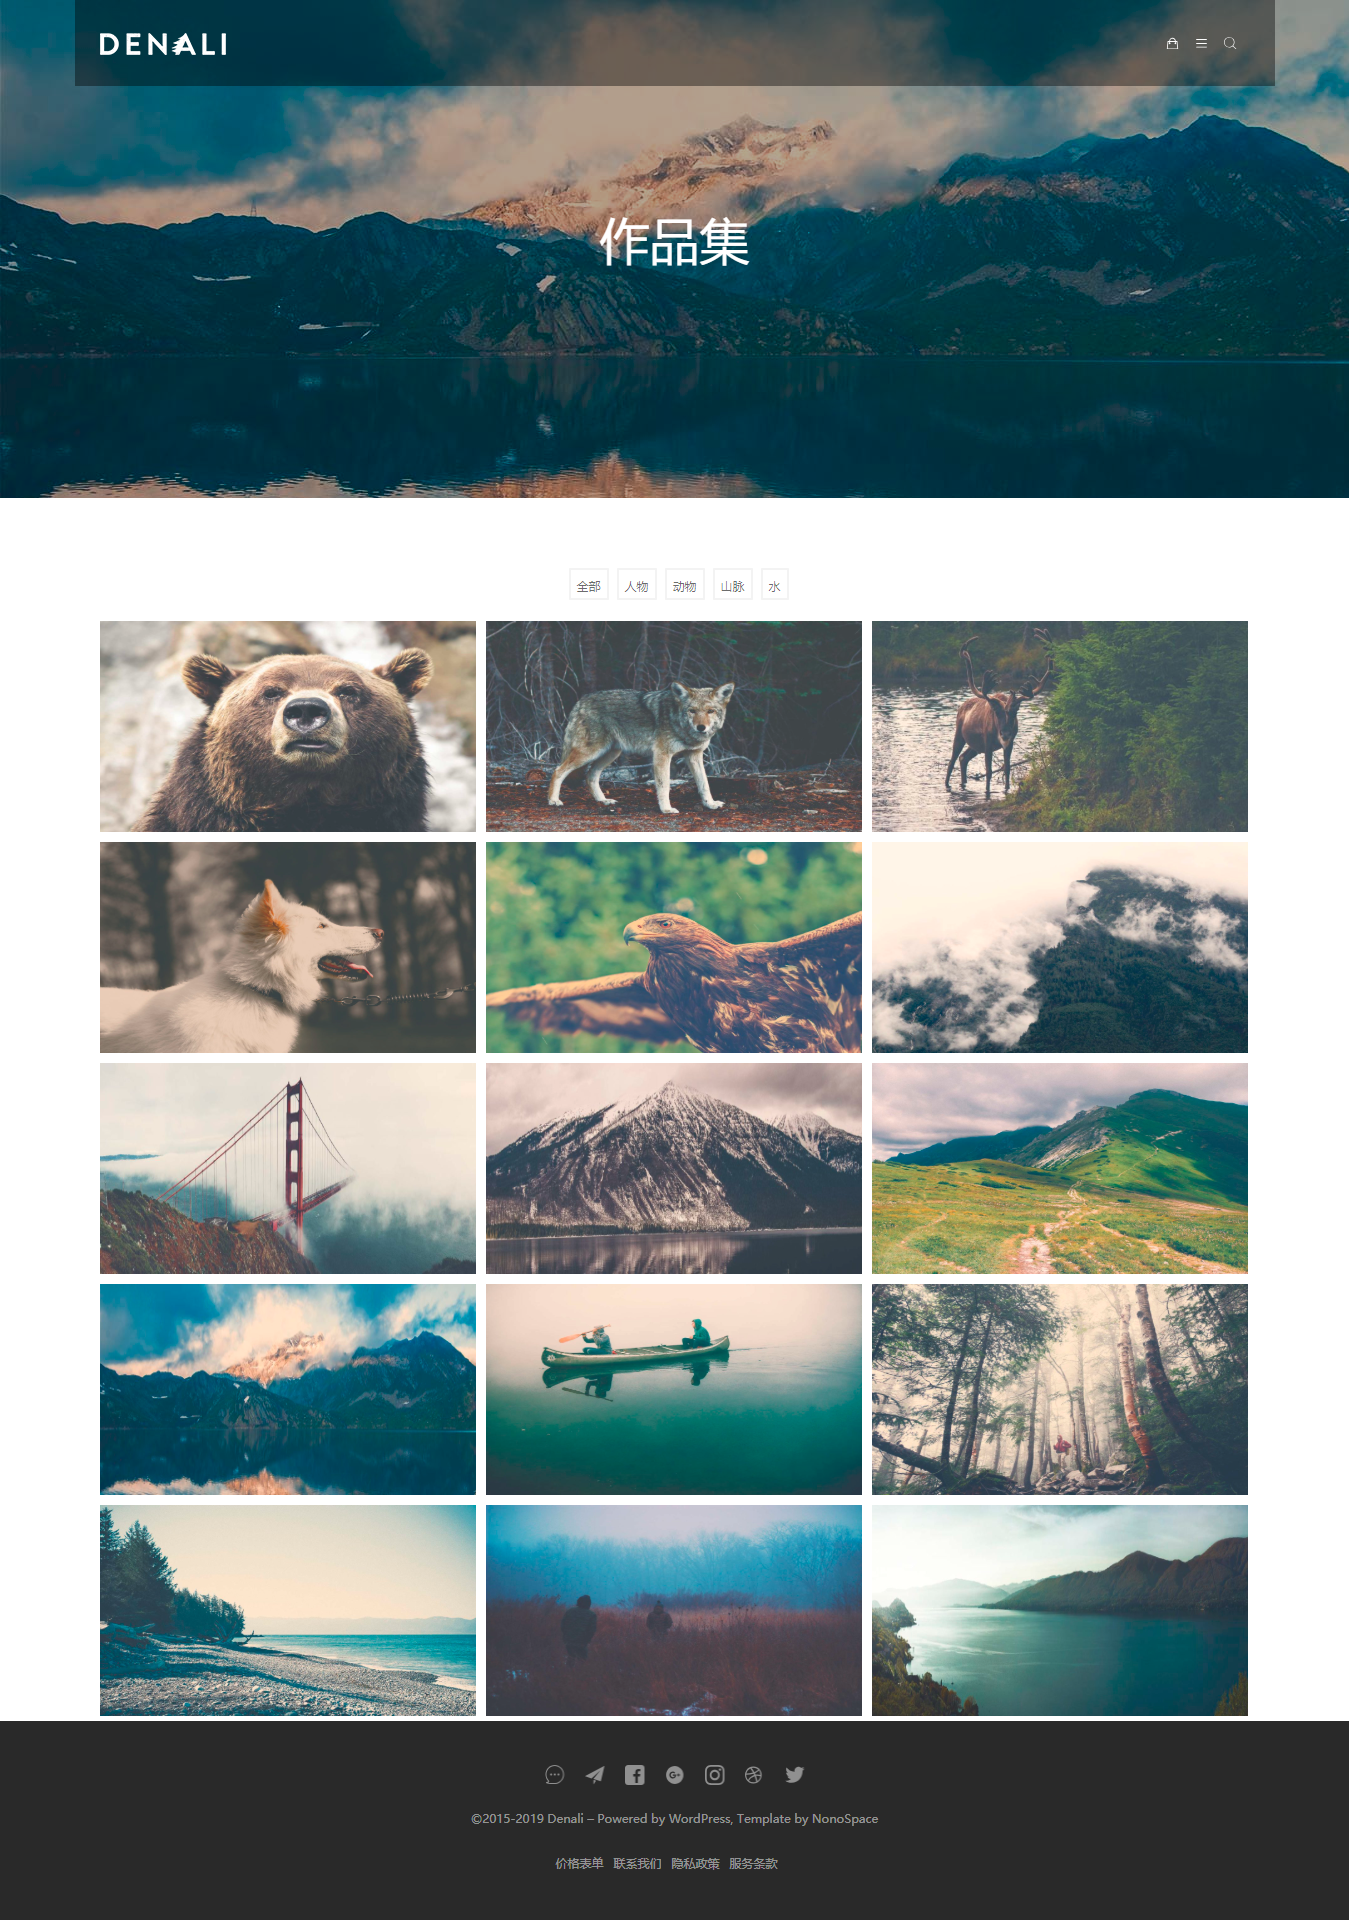 DENALI
作品集
全部 人物 动物 山脉 水
©2015-2019 Denali – Powered by WordPress, Template by NonoSpace
价格表单 联系我们 隐私政策 服务条款